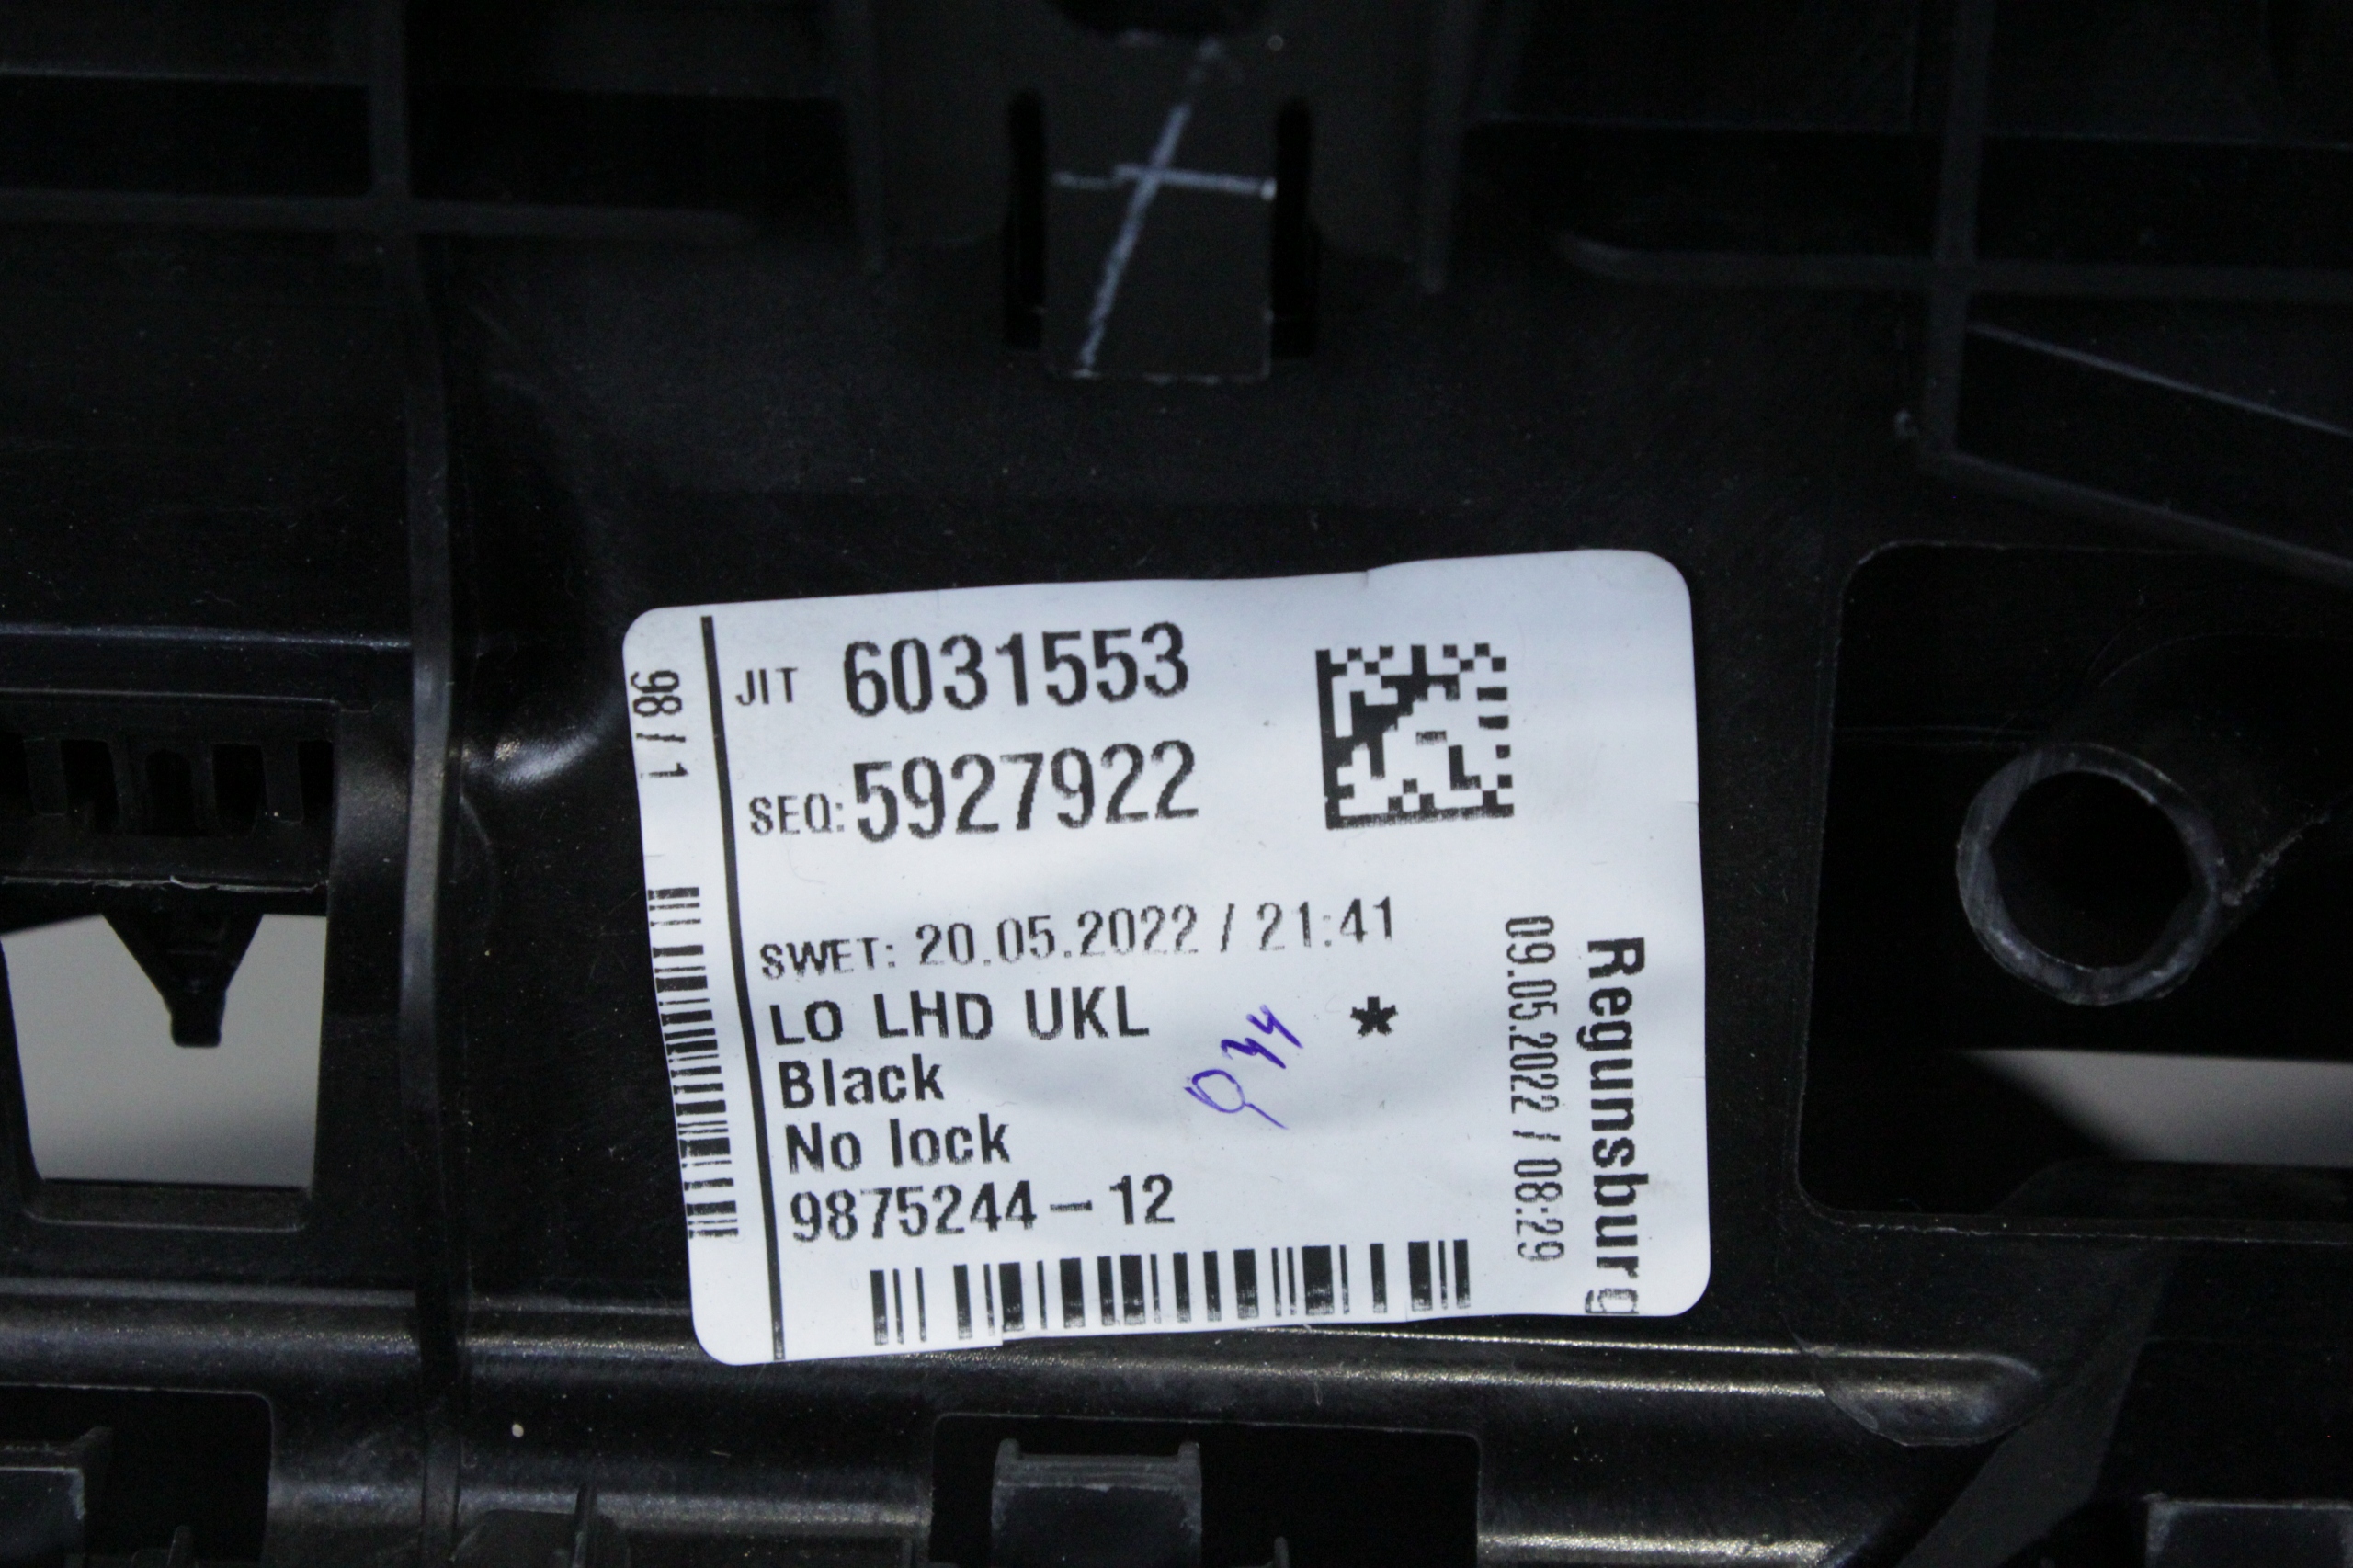 98 / 1
JIT 6031553
SEQ: 5927922
SWET: 20.05.2022 / 21:41
LO LHD UKL *
Black
No lock
9875244-12
09.05.2022 / 08:29
Regunsburg